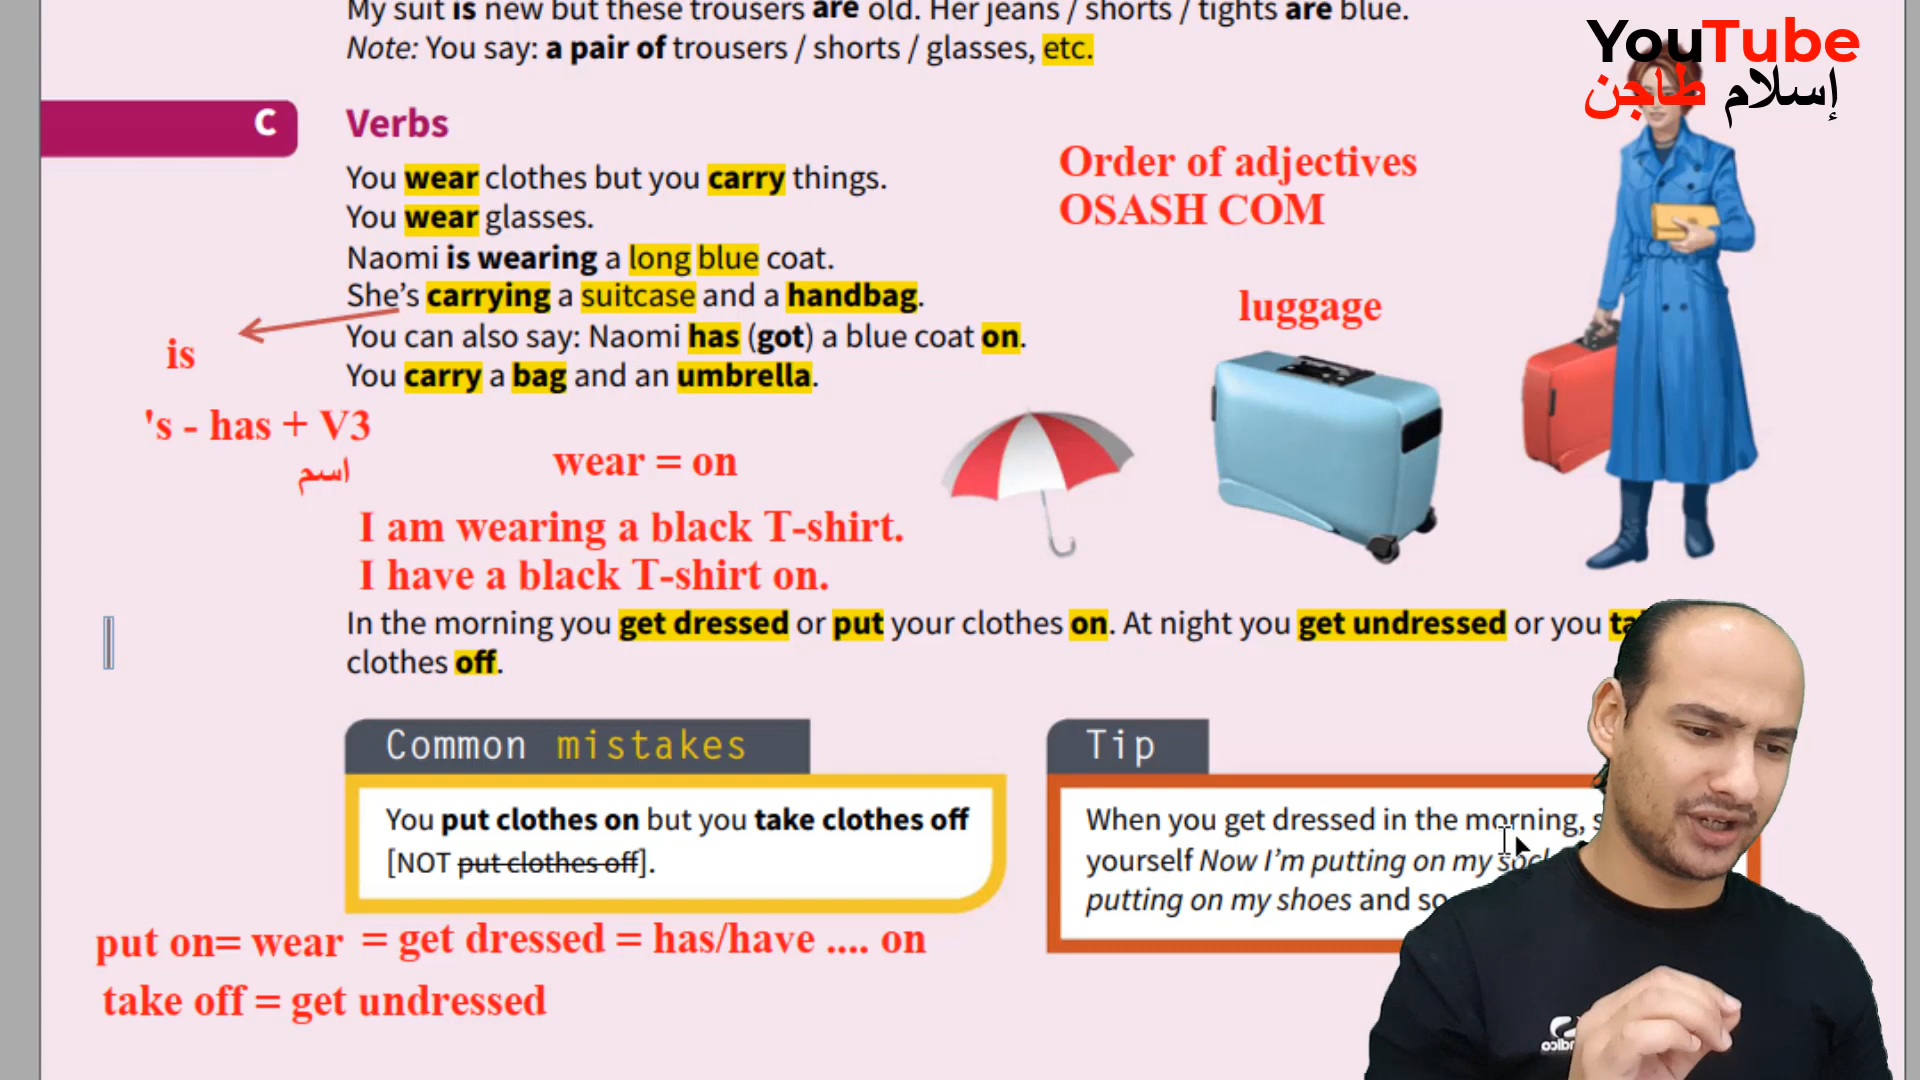 My suit is new but these trousers are old. Her jeans / shorts / tights are blue.
Note: You say: a pair of trousers / shorts / glasses, etc.
YouTube
إسلام طاجن
C
Verbs
You wear clothes but you carry things.
You wear glasses.
Naomi is wearing a long blue coat.
She's carrying a suitcase and a handbag.
You can also say: Naomi has (got) a blue coat on.
You carry a bag and an umbrella.
Order of adjectives
OSASH COM
luggage
is
's - has + V3
اسم
wear = on
I am wearing a black T-shirt.
I have a black T-shirt on.
In the morning you get dressed or put your clothes on. At night you get undressed or you
clothes off.
Common mistakes
You put clothes on but you take clothes off
[NOT put clothes off].
Tip
When you get dressed in the morning,
yourself Now I'm putting on my
putting on my shoes and so
put on= wear = get dressed = has/have .... on
take off = get undressed